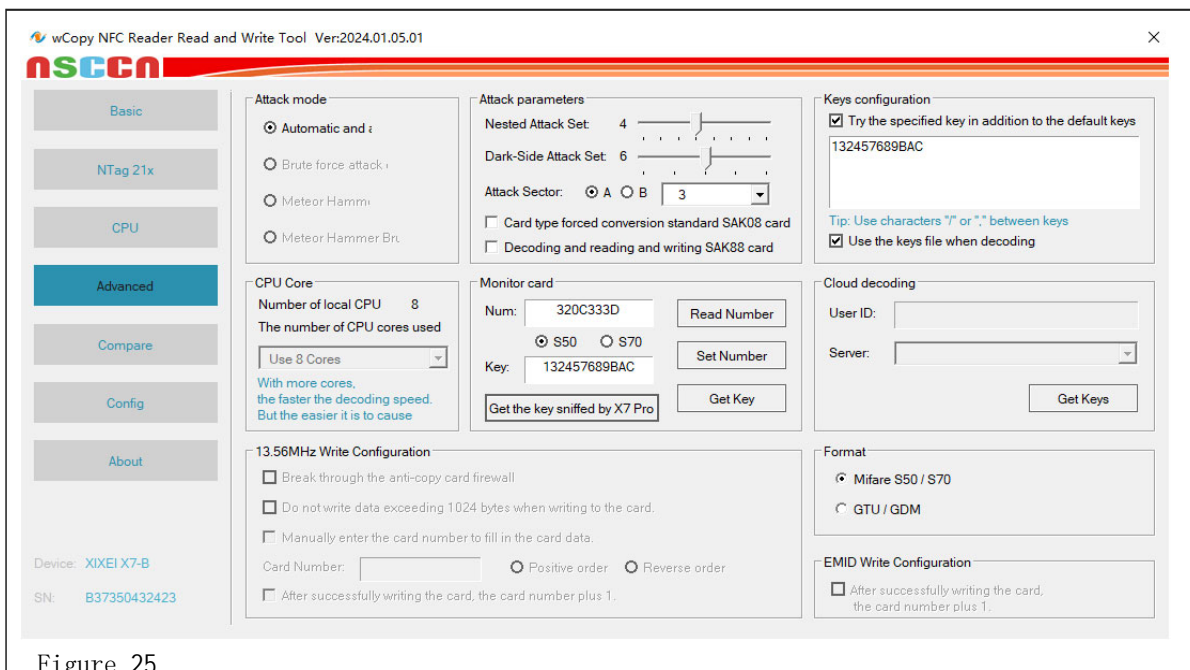 wCopy NFC Reader Read and Write Tool Ver:2024.01.05.01
NSCCN
Basic
NTag 21x
CPU
Advanced
Compare
Config
About
Device: XIXEI X7-B
SN: B37350432423
Attack mode
Automatic and a
Brute force attack
Meteor Hamm
Meteor Hammer Bru
Attack parameters
Nested Attack Set: 4
Dark-Side Attack Set: 6
Attack Sector: A B 3
Card type forced conversion standard SAK08 card
Decoding and reading and writing SAK88 card
Keys configuration
Try the specified key in addition to the default keys
132457689BAC
Tip: Use characters "/" or "," between keys
Use the keys file when decoding
CPU Core
Number of local CPU 8
The number of CPU cores used
Use 8 Cores
With more cores,
the faster the decoding speed.
But the easier it is to cause
Monitor card
Num: 320C333D Read Number
S50 S70
Set Number
Key: 132457689BAC
Get the key sniffed by X7 Pro Get Key
Cloud decoding
User ID:
Server:
Get Keys
13.56MHz Write Configuration
Break through the anti-copy card firewall
Do not write data exceeding 1024 bytes when writing to the card.
Manually enter the card number to fill in the card data.
Card Number: Positive order Reverse order
After successfully writing the card, the card number plus 1.
Format
Mifare S50 / S70
GTU / GDM
EMID Write Configuration
After successfully writing the card,
the card number plus 1.
Figure 25